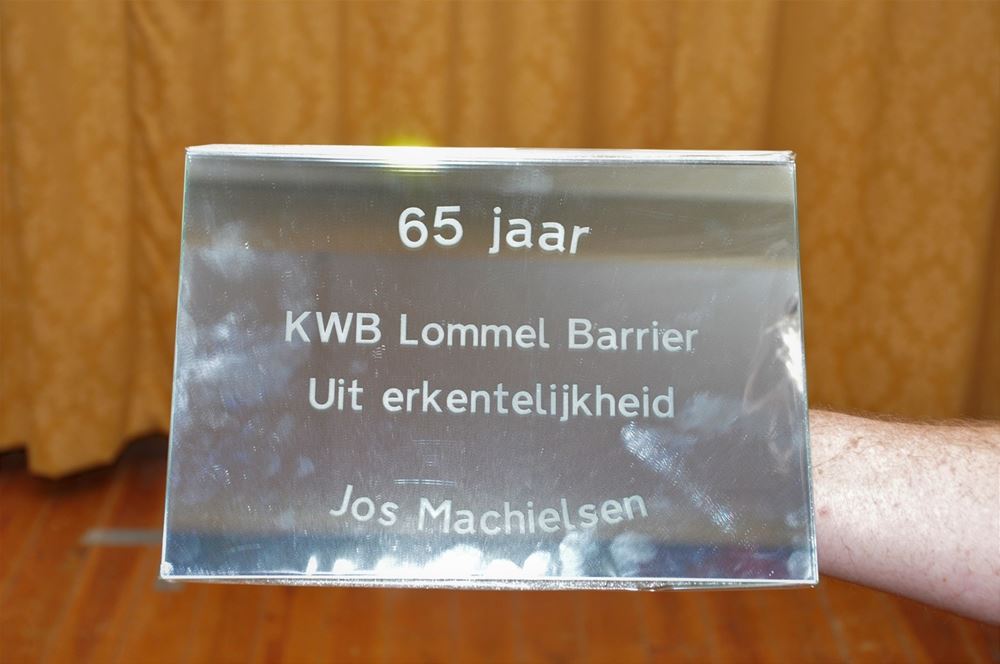 65 jaar
KWB Lommel Barrier
Uit erkentelijkheid
Jos Machielsen